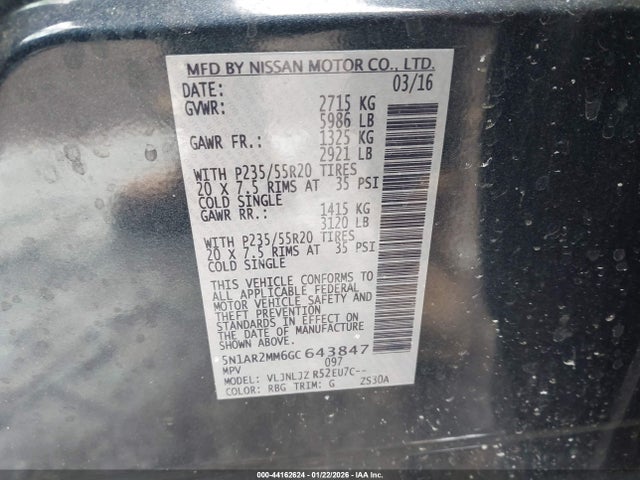 MFD BY NISSAN MOTOR CO., LTD.
DATE: 03/16
GVWR: 2715 KG
5986 LB
GAWR FR.: 1325 KG
2921 LB
WITH P235/55R20 TIRES
20 X 7.5 RIMS AT 35 PSI
COLD SINGLE
GAWR RR.: 1415 KG
3120 LB
WITH P235/55R20 TIRES
20 X 7.5 RIMS AT 35 PSI
COLD SINGLE
THIS VEHICLE CONFORMS TO
ALL APPLICABLE FEDERAL
MOTOR VEHICLE SAFETY AND
THEFT PREVENTION
STANDARDS IN EFFECT ON
THE DATE OF MANUFACTURE
SHOWN ABOVE.
5N1AR2MM6GC 643847
MPV 097
MODEL: VLJNLJZ R52EU7C--
COLOR: RBG TRIM: G ZS30A
000-44162624 - 01/22/2026 - IAA Inc.